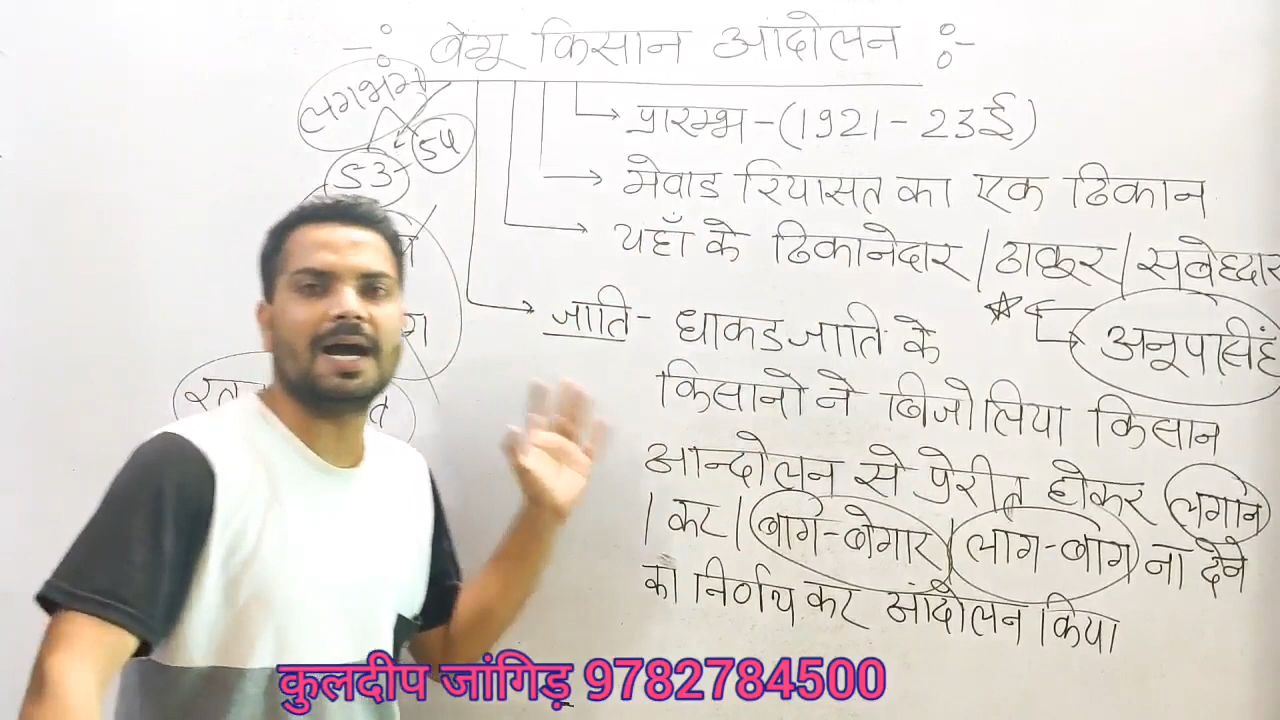 -: बेगू किसान आंदोलन :-
लगभग
53-54
प्रारम्भ-(1921-23ई)
मेवाड रियासत का एक ठिकान
यहाँ के ठिकानेदार/ठाकुर/सुबेह्दार
अनूपसिंह
जाति- धाकडजाति के
किसानो ने बिजोलिया किसान
आन्दोलन से प्रेरीत होकर लगान
/कर/बाग-बेगार/लाग-बाग ना देने
का निर्णय कर आंदोलन किया
कुलदीप जांगिड़ 9782784500